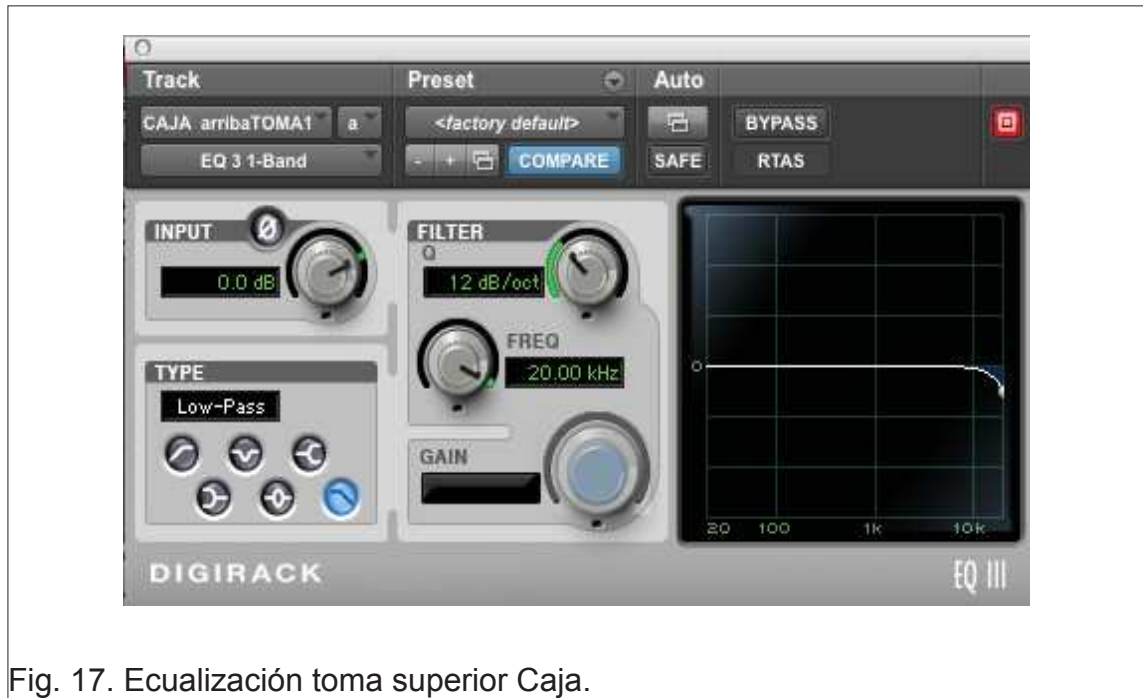 Track Preset Auto
CAJA arribaTOMA1 a <factory default> BYPASS
EQ 3 1-Band - + COMPARE SAFE RTAS
INPUT Ø FILTER
Q
0.0 dB 12 dB/oct
FREQ
20.00 kHz
TYPE
Low-Pass
GAIN
0
20 100 1k 10k
DIGIRACK EQ III
Fig. 17. Ecualización toma superior Caja.